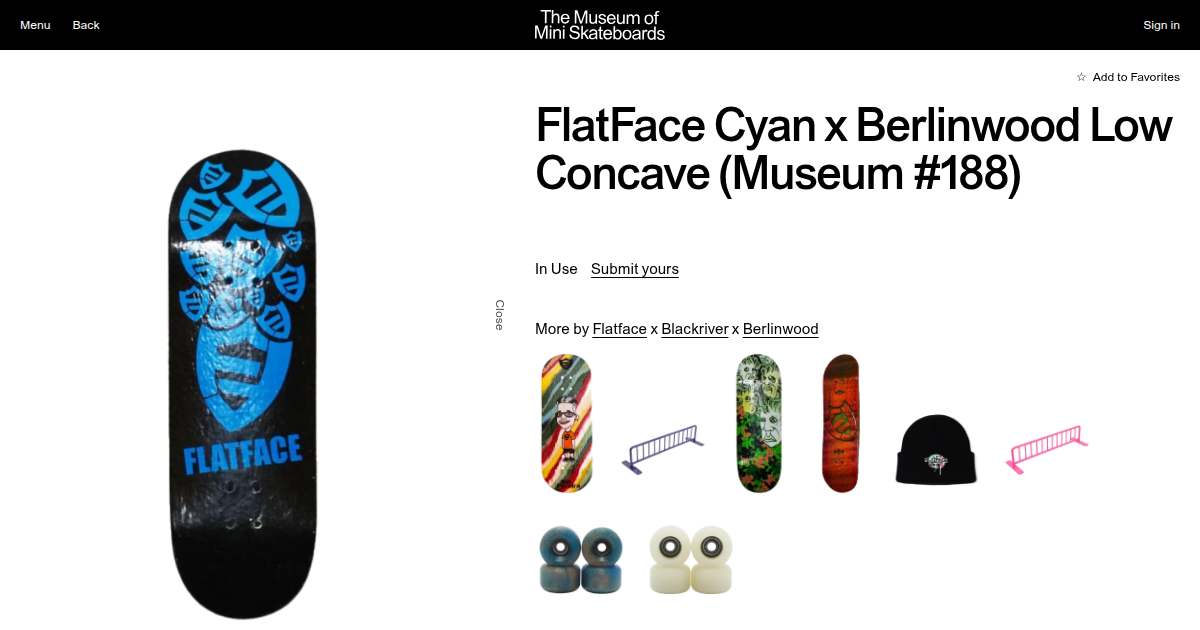 Menu
Back
The Museum of
Mini Skateboards
Sign in
☆ Add to Favorites
FlatFace Cyan x Berlinwood Low
Concave (Museum #188)
In Use Submit yours
Close
More by Flatface x Blackriver x Berlinwood
FLATFACE